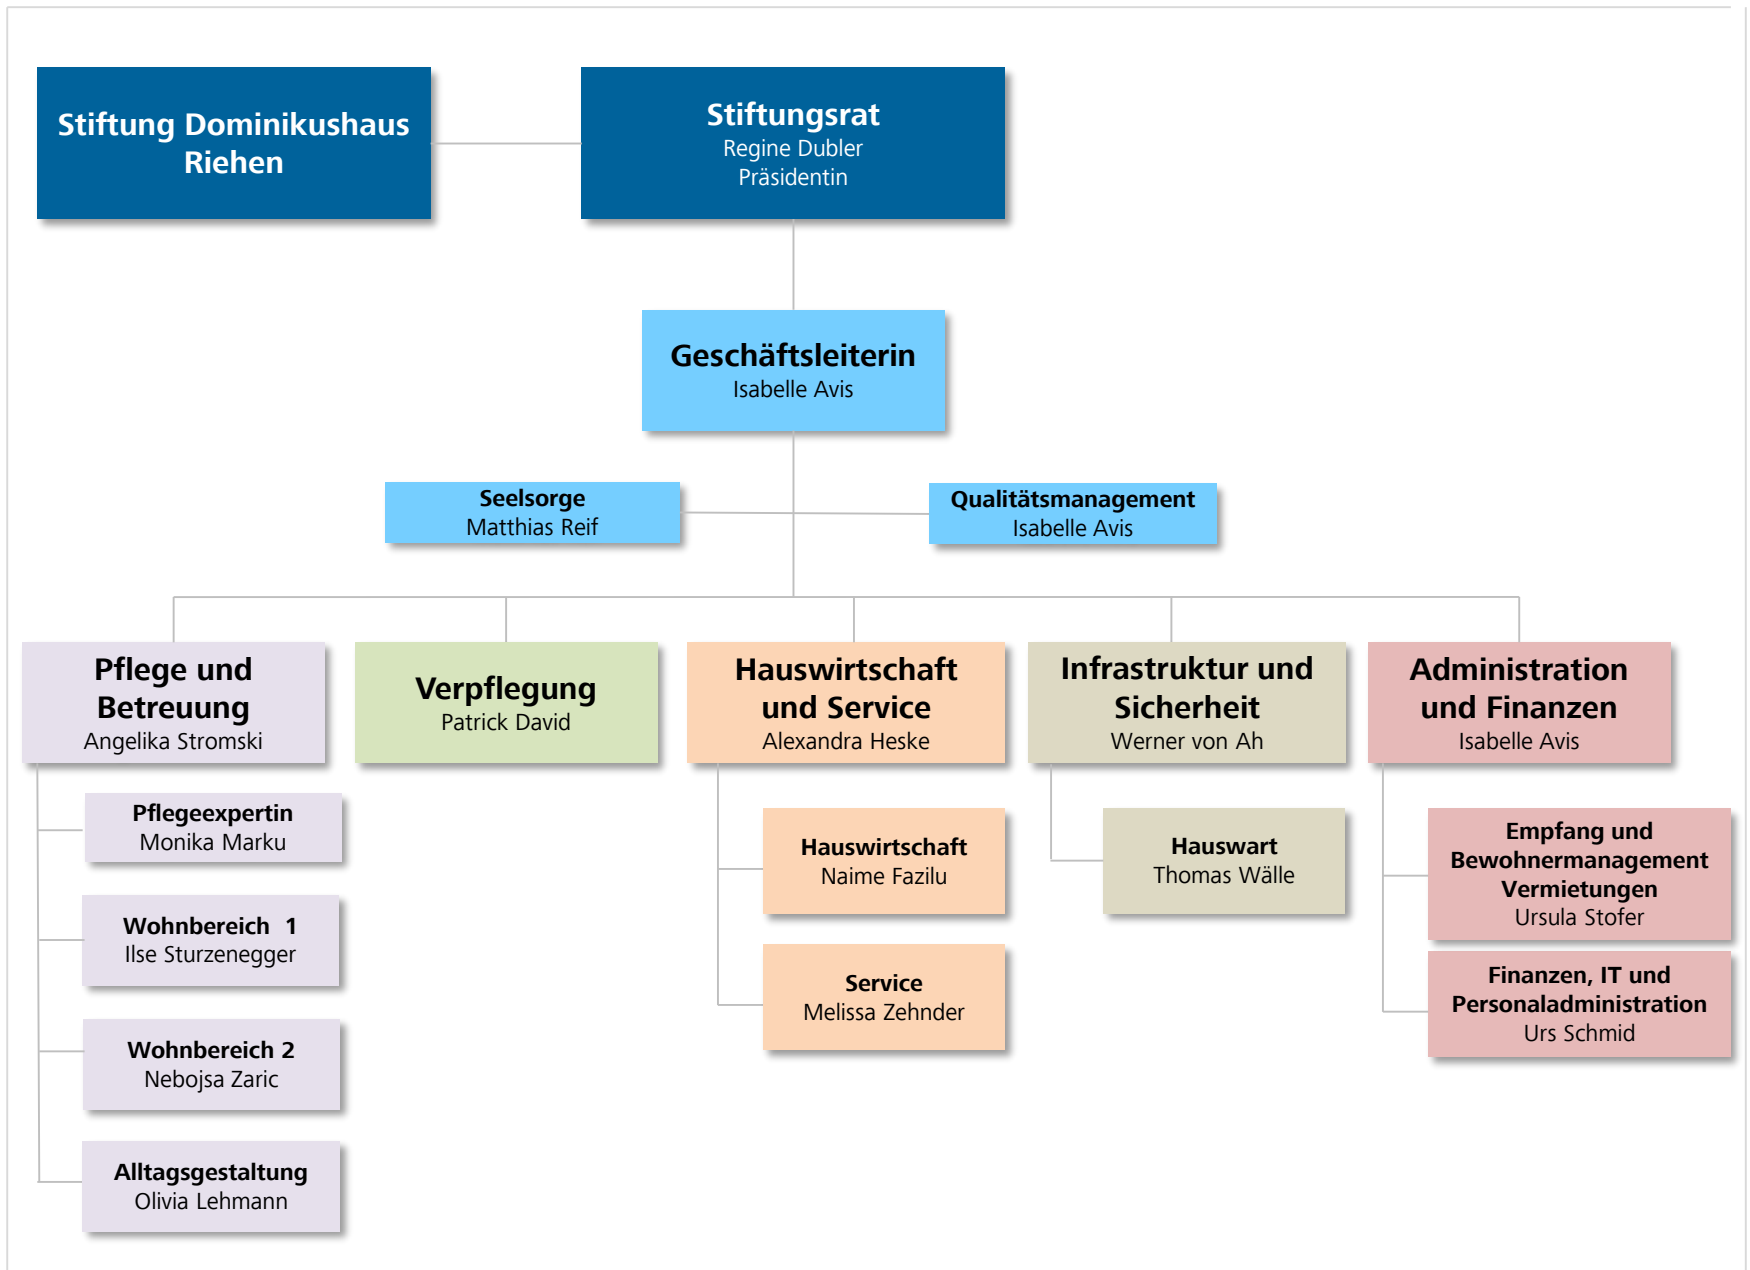 Stiftung Dominikushaus
Riehen
Stiftungsrat
Regine Dubler
Präsidentin
Geschäftsleiterin
Isabelle Avis
Seelsorge
Matthias Reif
Qualitätsmanagement
Isabelle Avis
Pflege und
Betreuung
Angelika Stromski
Verpflegung
Patrick David
Hauswirtschaft
und Service
Alexandra Heske
Infrastruktur und
Sicherheit
Werner von Ah
Administration
und Finanzen
Isabelle Avis
Pflegeexpertin
Monika Marku
Wohnbereich 1
Ilse Sturzenegger
Wohnbereich 2
Nebojsa Zaric
Alltagsgestaltung
Olivia Lehmann
Hauswirtschaft
Naime Fazilu
Service
Melissa Zehnder
Hauswart
Thomas Wälle
Empfang und
Bewohnermanagement
Vermietungen
Ursula Stofer
Finanzen, IT und
Personaladministration
Urs Schmid